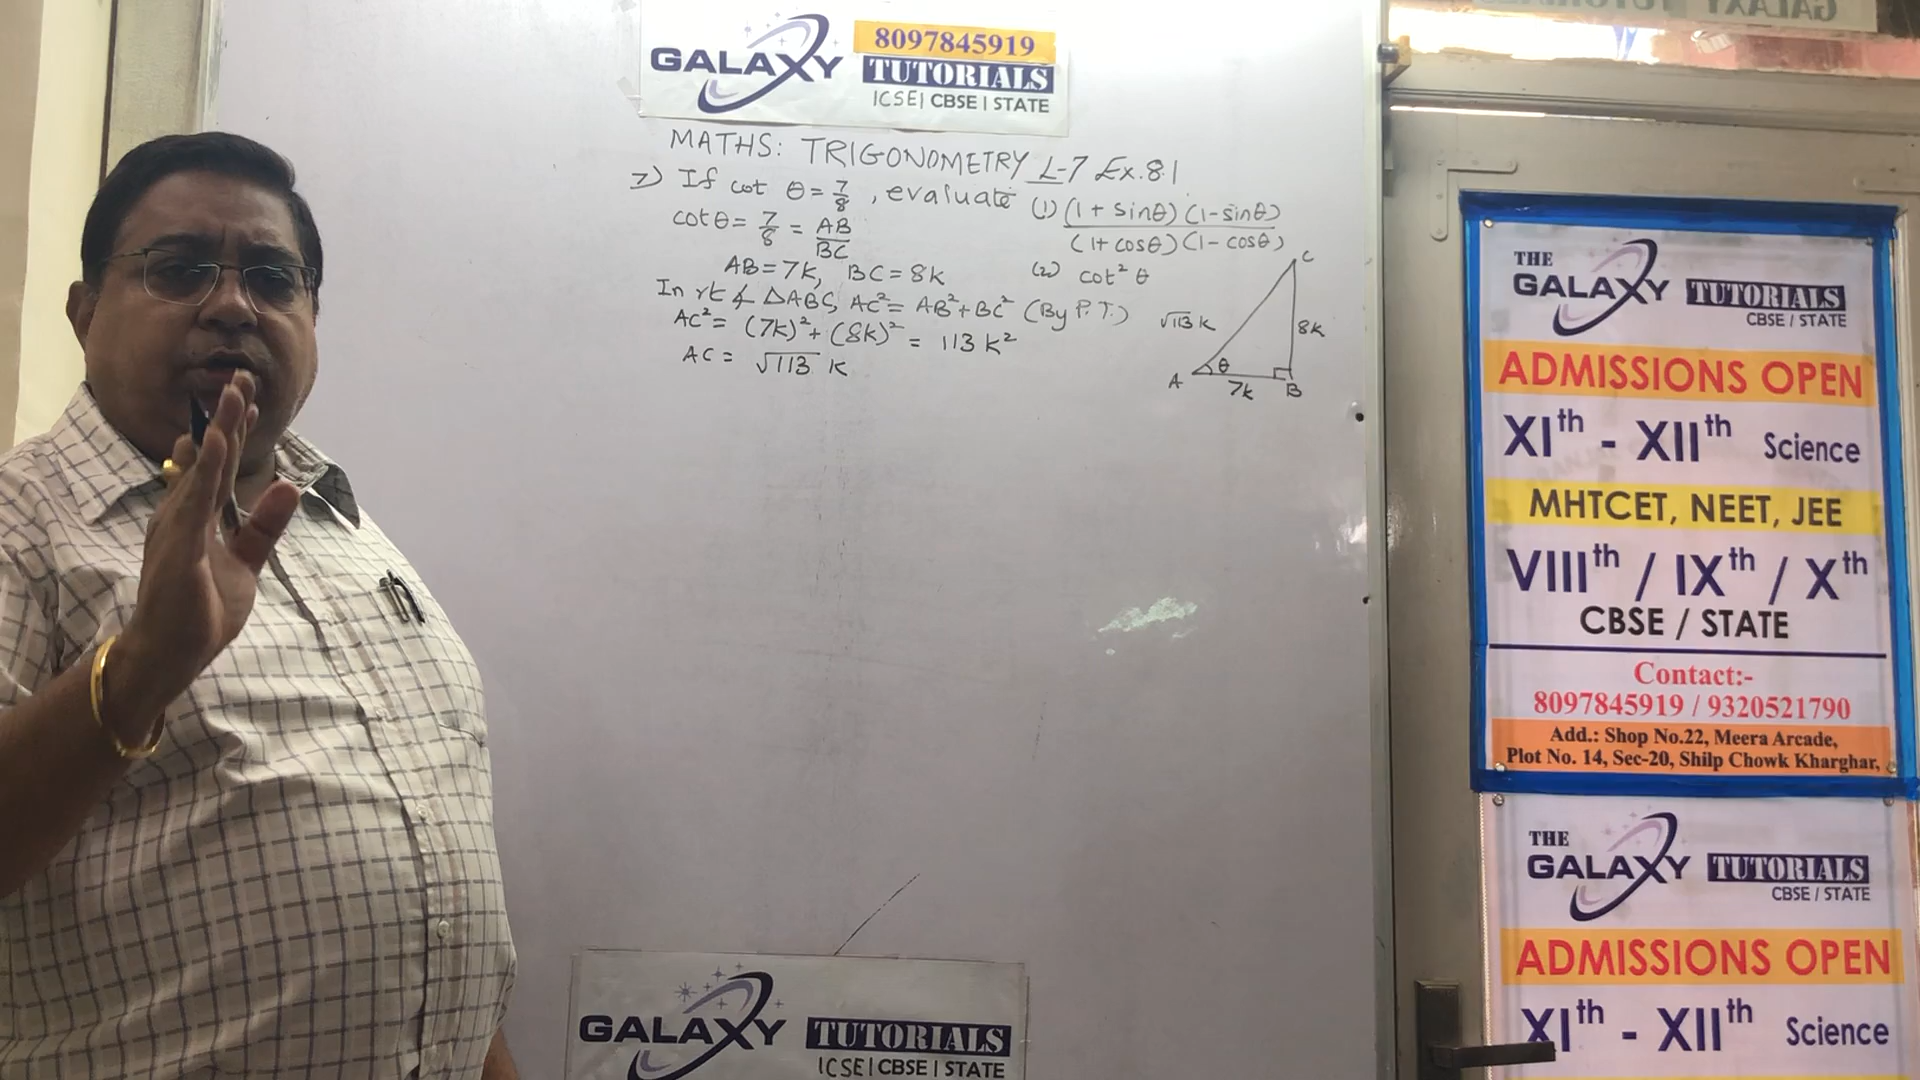 8097845919
GALAXY TUTORIALS
ICSE | CBSE | STATE
MATHS: TRIGONOMETRY L-7 Ex.8.1
7) If cot θ = 7/8, evaluate (1) (1 + sinθ) (1 - sinθ)
(1 + cosθ) (1 - cosθ)
cot θ = 7/8 = AB/BC
AB = 7k, BC = 8k
(2) cot² θ
In rt ∡ △ABC, AC² = AB² + BC² (By P.T.)
AC² = (7k)² + (8k)² = 113 k²
AC = √113 k
C
√113 k
8k
θ
A
7k
B
GALAXY TUTORIALS
ICSE | CBSE | STATE
GALAXY
THE
GALAXY TUTORIALS
CBSE / STATE
ADMISSIONS OPEN
XIth - XIIth Science
MHTCET, NEET, JEE
VIIIth / IXth / Xth
CBSE / STATE
Contact:-
8097845919 / 9320521790
Add.: Shop No.22, Meera Arcade,
Plot No. 14, Sec-20, Shilp Chowk Kharghar,
THE
GALAXY TUTORIALS
CBSE / STATE
ADMISSIONS OPEN
XIth - XIIth Science